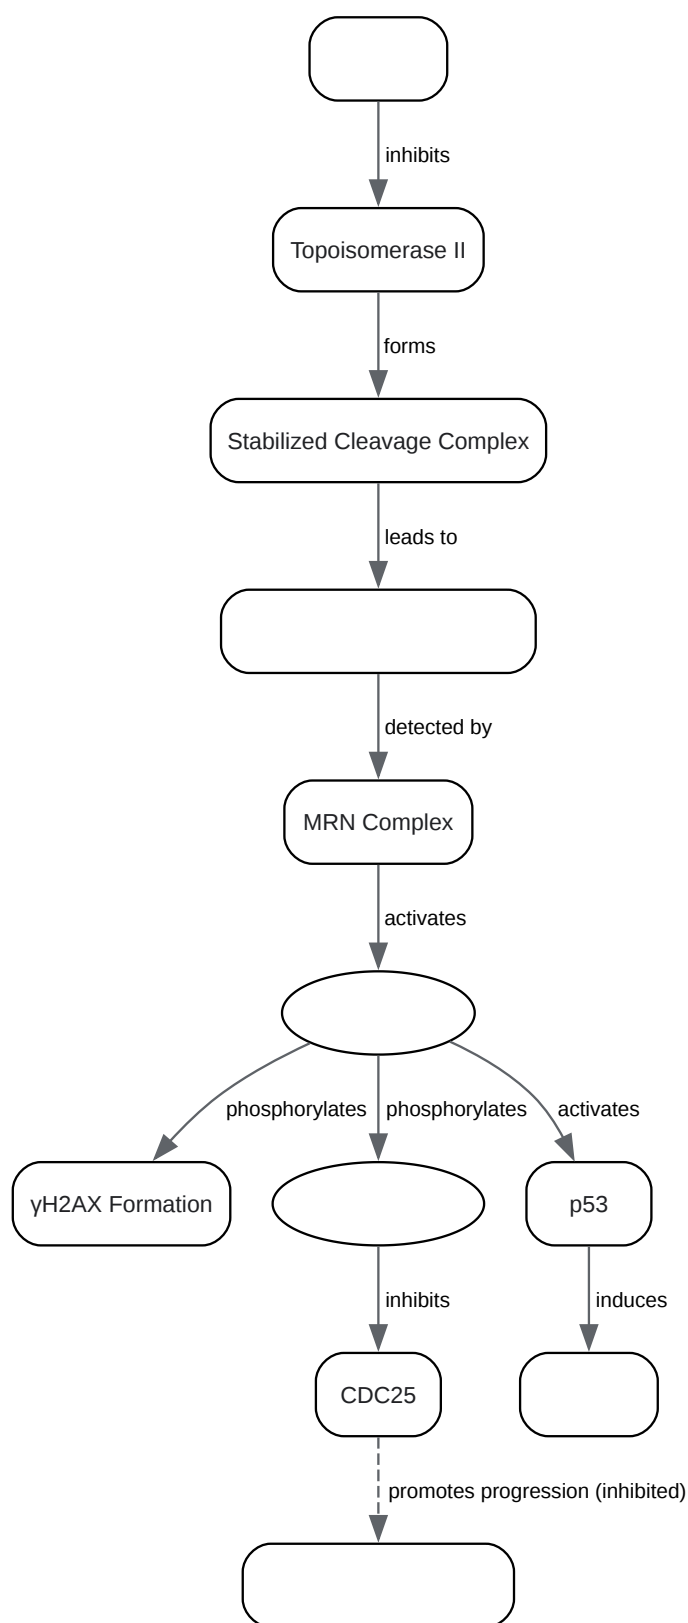 inhibits
Topoisomerase II
forms
Stabilized Cleavage Complex
leads to
detected by
MRN Complex
activates
phosphorylates
phosphorylates
activates
γH2AX Formation
p53
inhibits
induces
CDC25
promotes progression (inhibited)